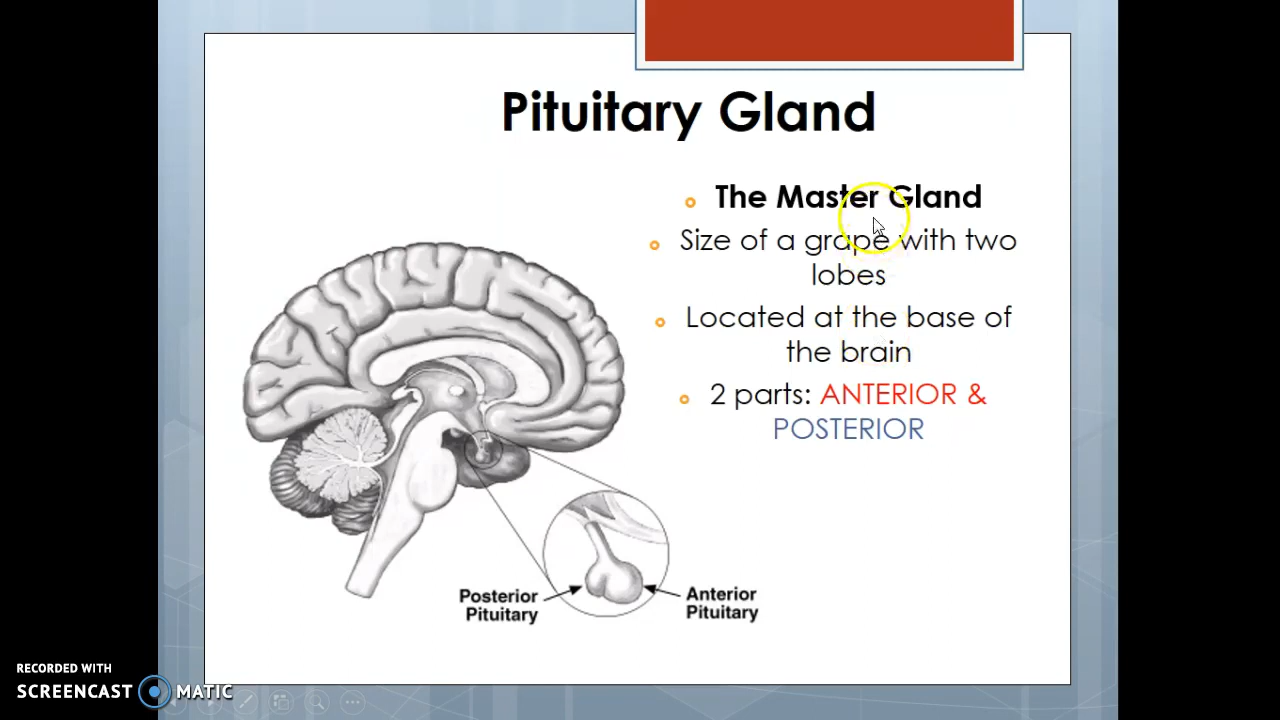 Pituitary Gland
The Master Gland
Size of a grape with two
lobes
Located at the base of
the brain
2 parts: ANTERIOR &
POSTERIOR
Posterior
Pituitary
Anterior
Pituitary
RECORDED WITH
SCREENCAST MATIC